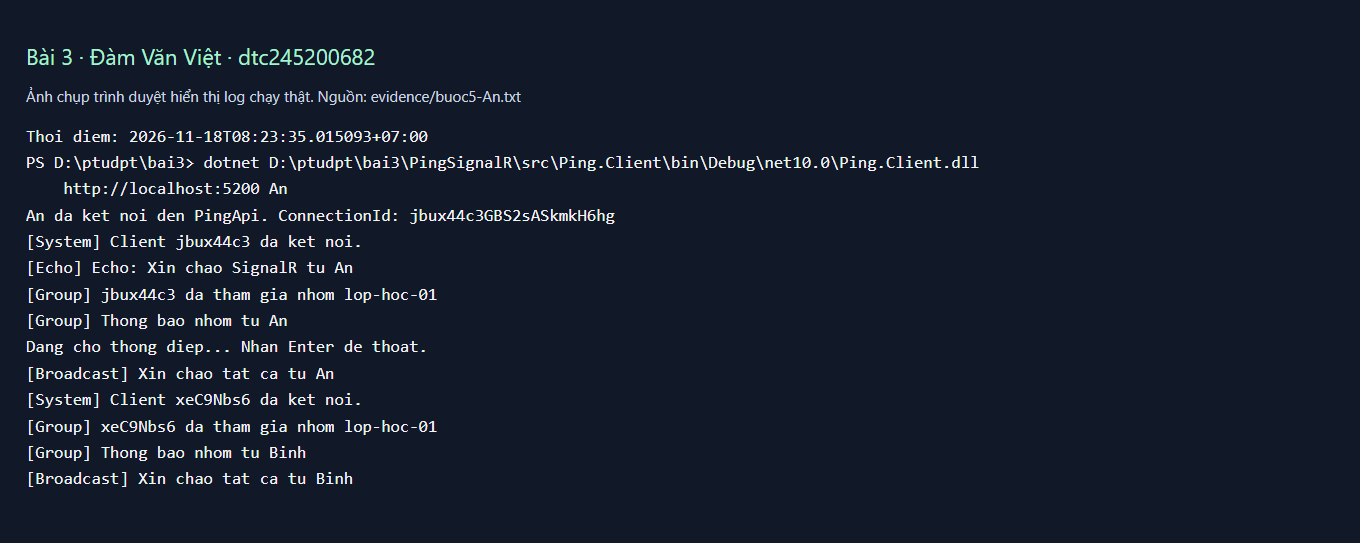 Bài 3 · Đàm Văn Việt · dtc245200682
Ảnh chụp trình duyệt hiển thị log chạy thật. Nguồn: evidence/buoc5-An.txt
Thoi diem: 2026-11-18T08:23:35.015093+07:00
PS D:\ptudpt\bai3> dotnet D:\ptudpt\bai3\PingSignalR\src\Ping.Client\bin\Debug\net10.0\Ping.Client.dll
http://localhost:5200 An
An da ket noi den PingApi. ConnectionId: jbux44c3GBS2sASkmkH6hg
[System] Client jbux44c3 da ket noi.
[Echo] Echo: Xin chao SignalR tu An
[Group] jbux44c3 da tham gia nhom lop-hoc-01
[Group] Thong bao nhom tu An
Dang cho thong diep... Nhan Enter de thoat.
[Broadcast] Xin chao tat ca tu An
[System] Client xeC9Nbs6 da ket noi.
[Group] xeC9Nbs6 da tham gia nhom lop-hoc-01
[Group] Thong bao nhom tu Binh
[Broadcast] Xin chao tat ca tu Binh